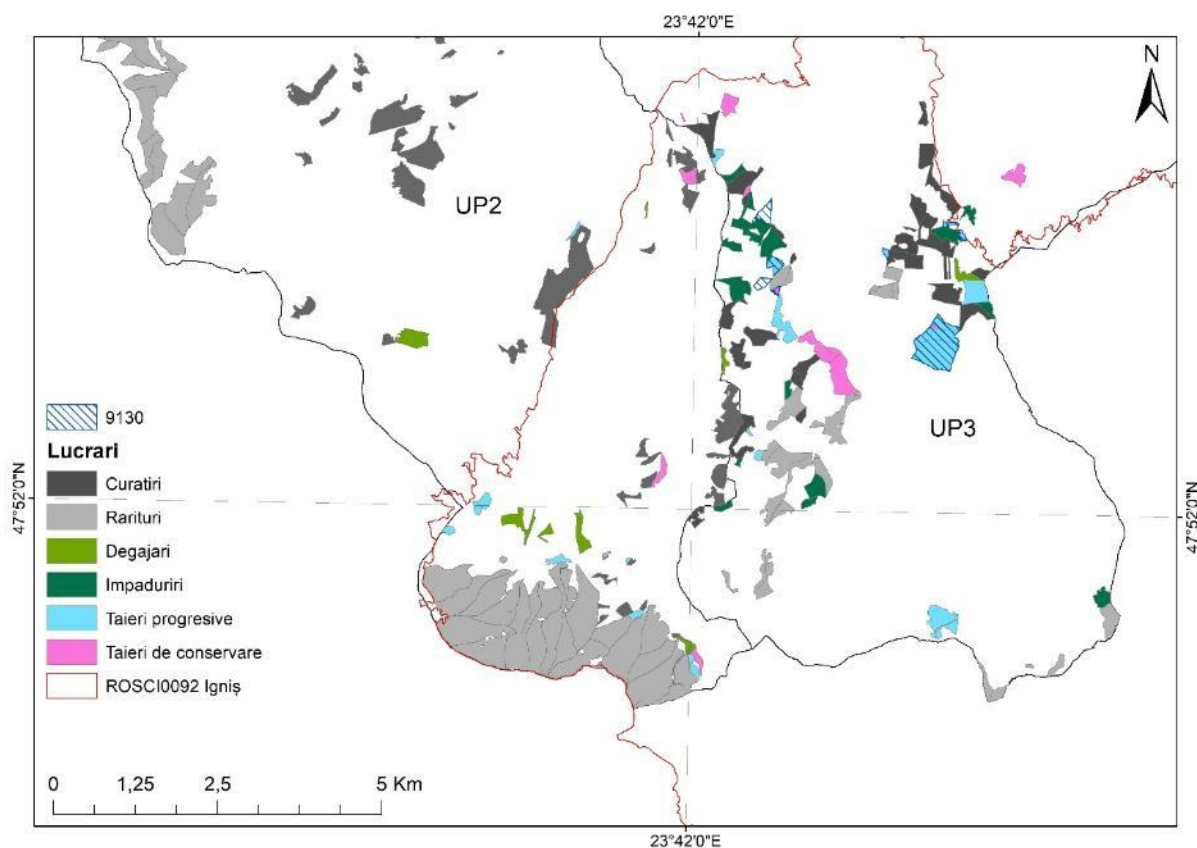 23°42'0"E
N
UP2
UP3
9130
Lucrari
Curatiri
Rarituri
Degajari
Impaduriri
Taieri progresive
Taieri de conservare
ROSCI0092 Igniș
47°52'0"N
47°52'0"N
0 1,25 2,5 5 Km
23°42'0"E